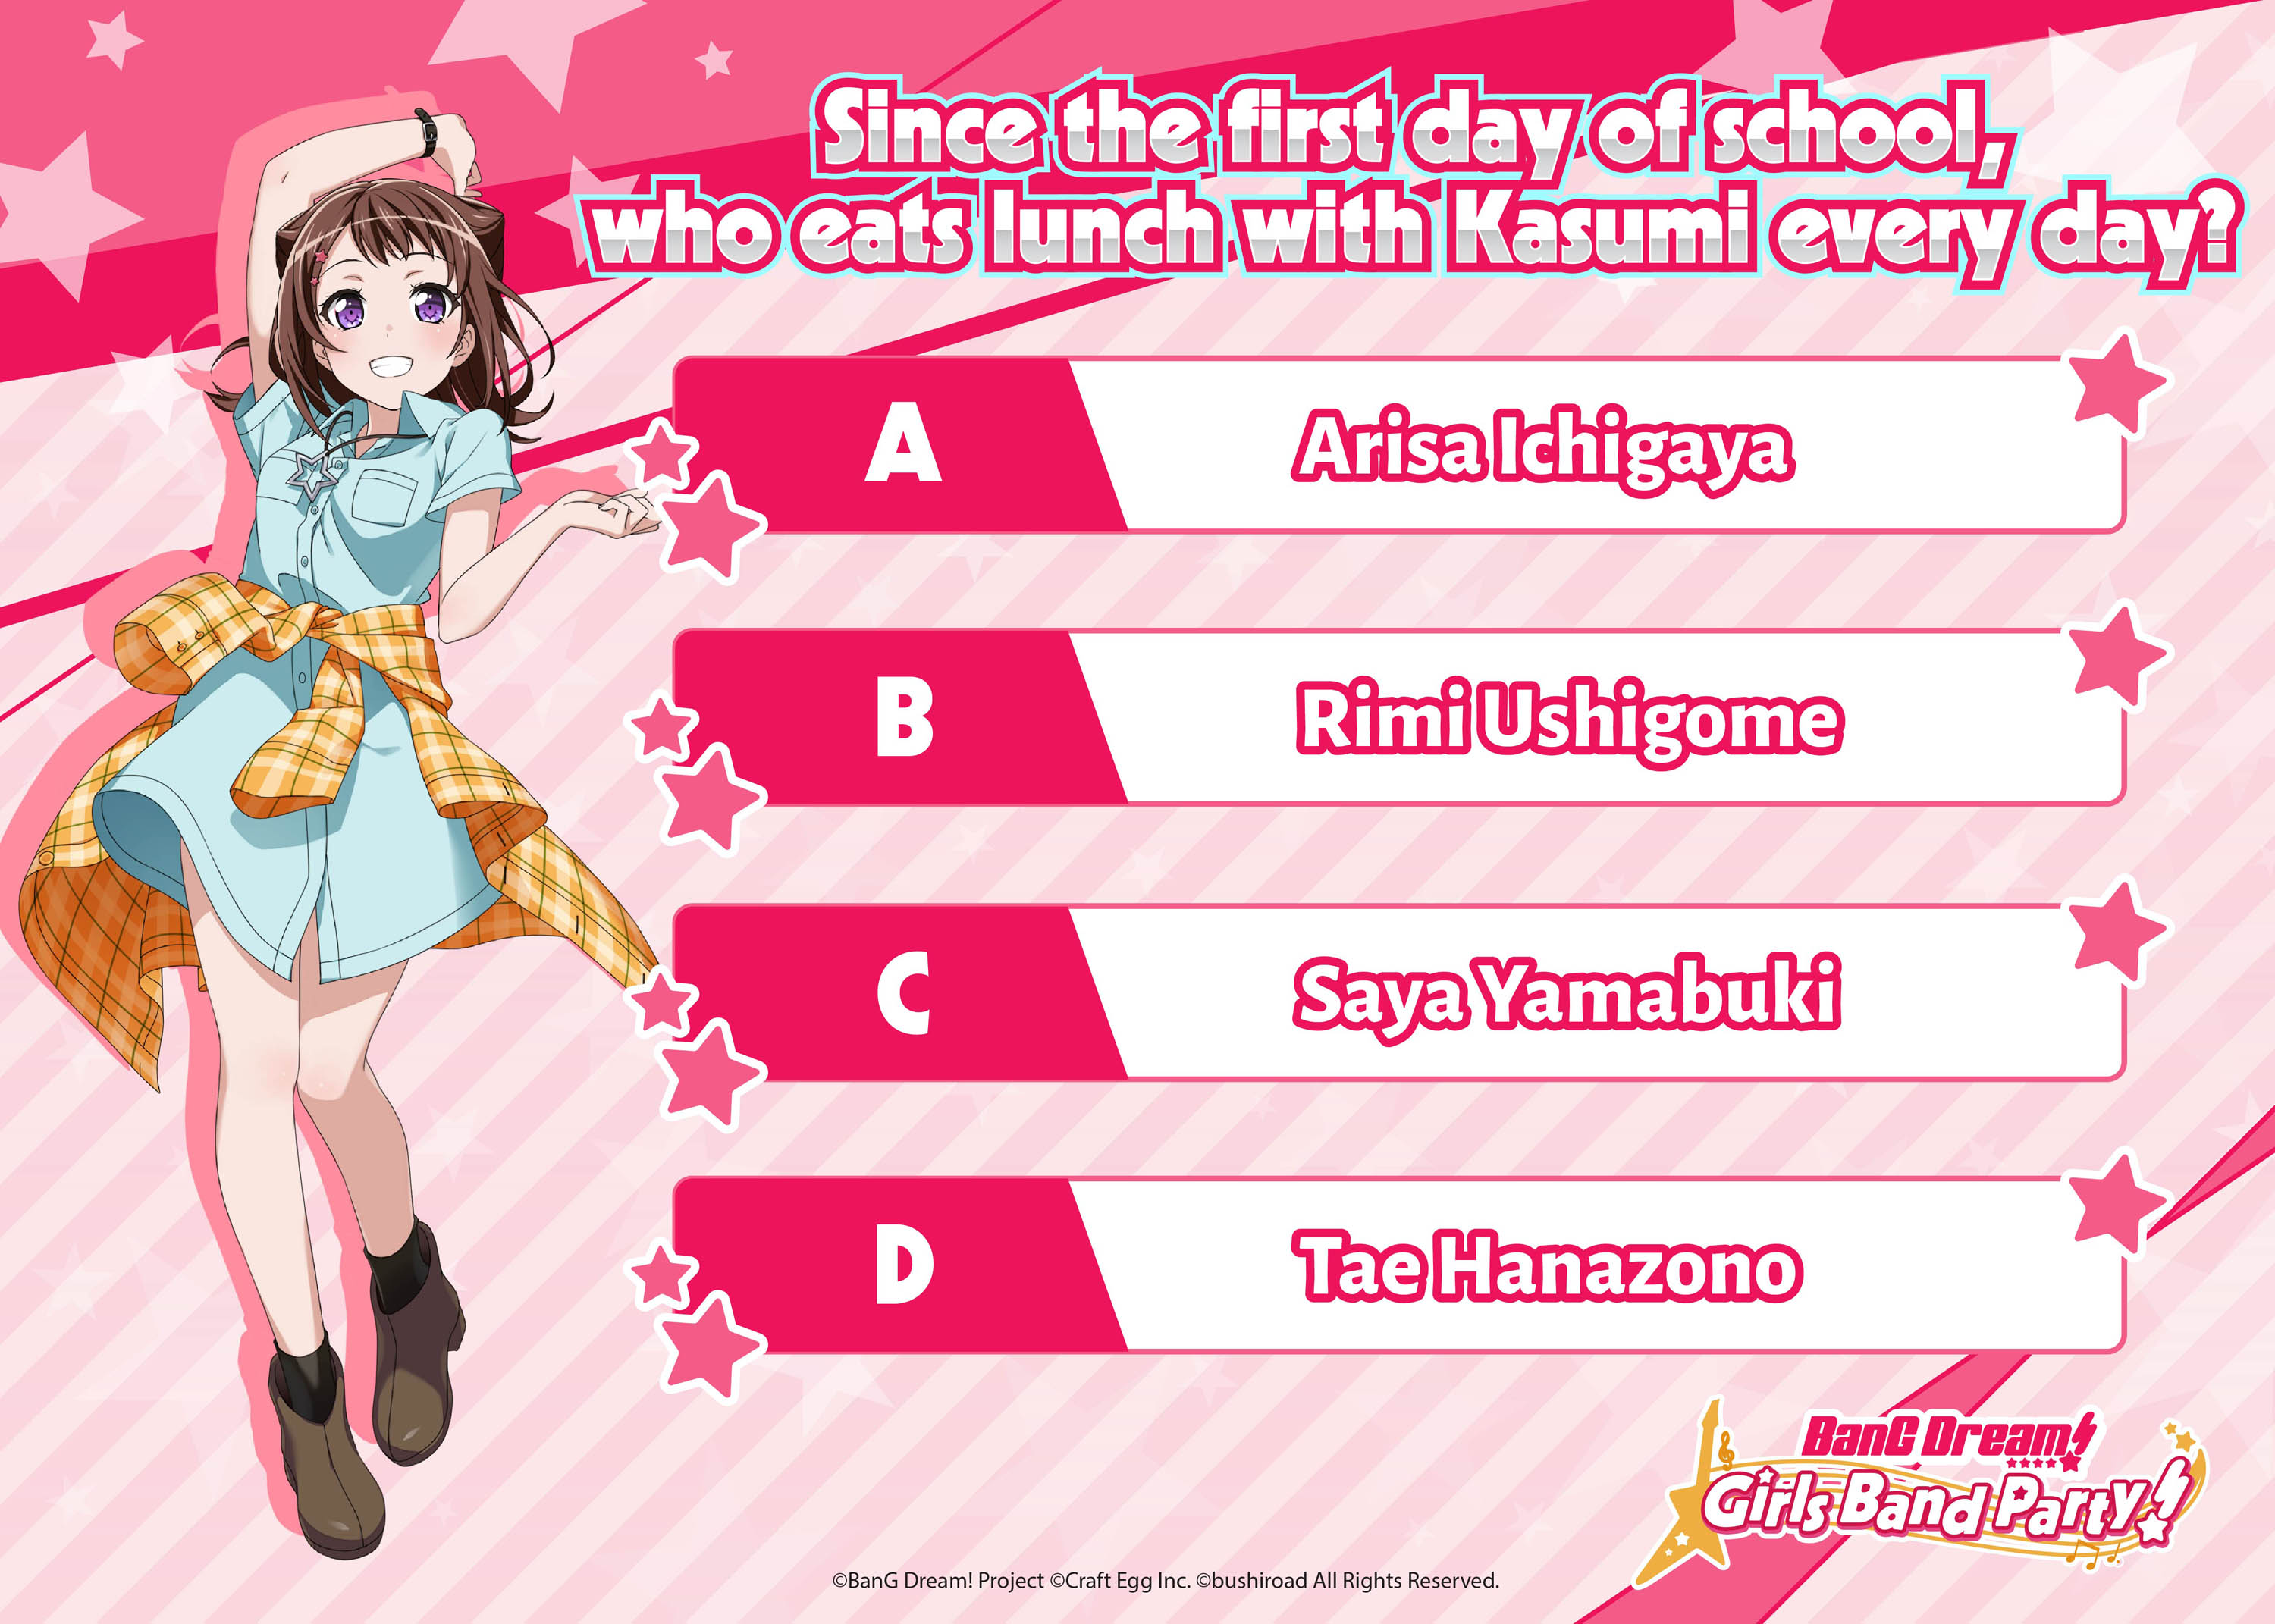 Since the first day of school,
who eats lunch with Kasumi every day?
A Arisa Ichigaya
B Rimi Ushigome
C Saya Yamabuki
D Tae Hanazono
BanG Dream!
Girls Band Party!
©BanG Dream! Project ©Craft Egg Inc. ©bushiroad All Rights Reserved.